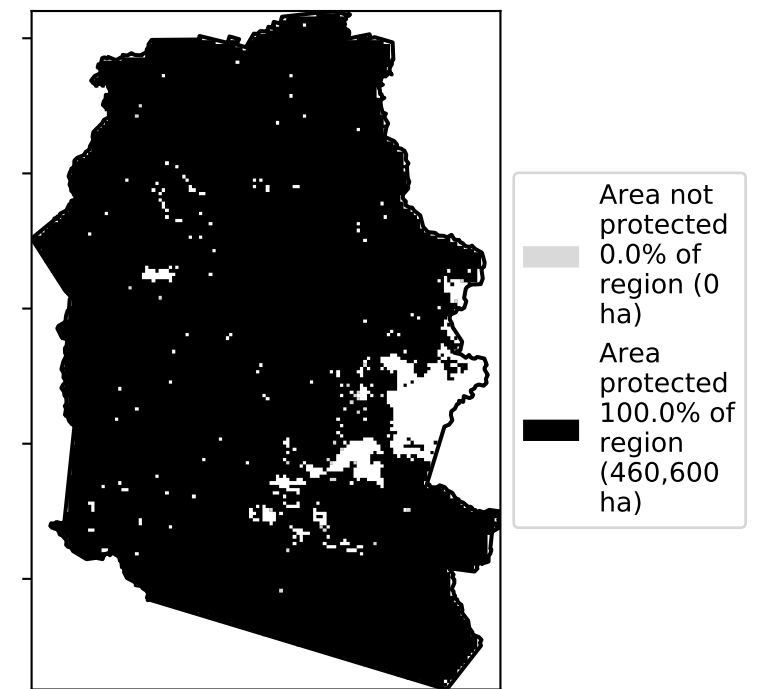 Area not
protected
0.0% of
region (0
ha)
Area
protected
100.0% of
region
(460,600
ha)